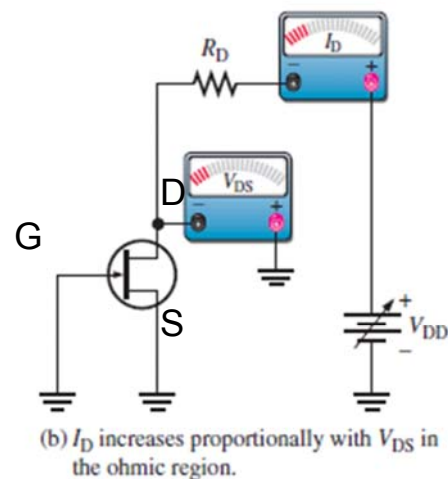 I_D
R_D
− +
D
V_DS
− +
G
S
+
V_DD
−
(b) I_D increases proportionally with V_DS in
the ohmic region.